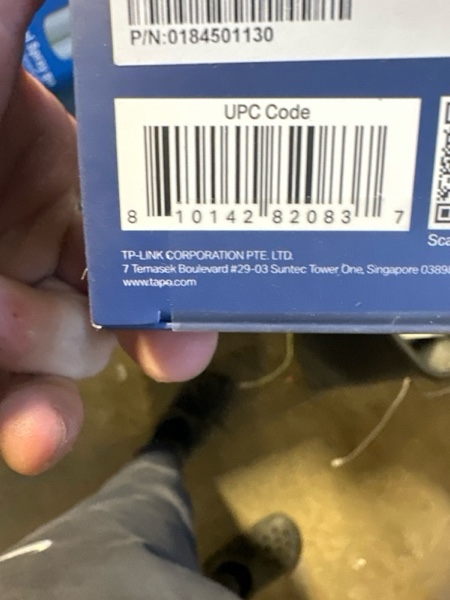 P/N:0184501130
UPC Code
8 10142 82083 7
TP-LINK CORPORATION PTE. LTD.
7 Temasek Boulevard #29-03 Suntec Tower One, Singapore
www.tapo.com